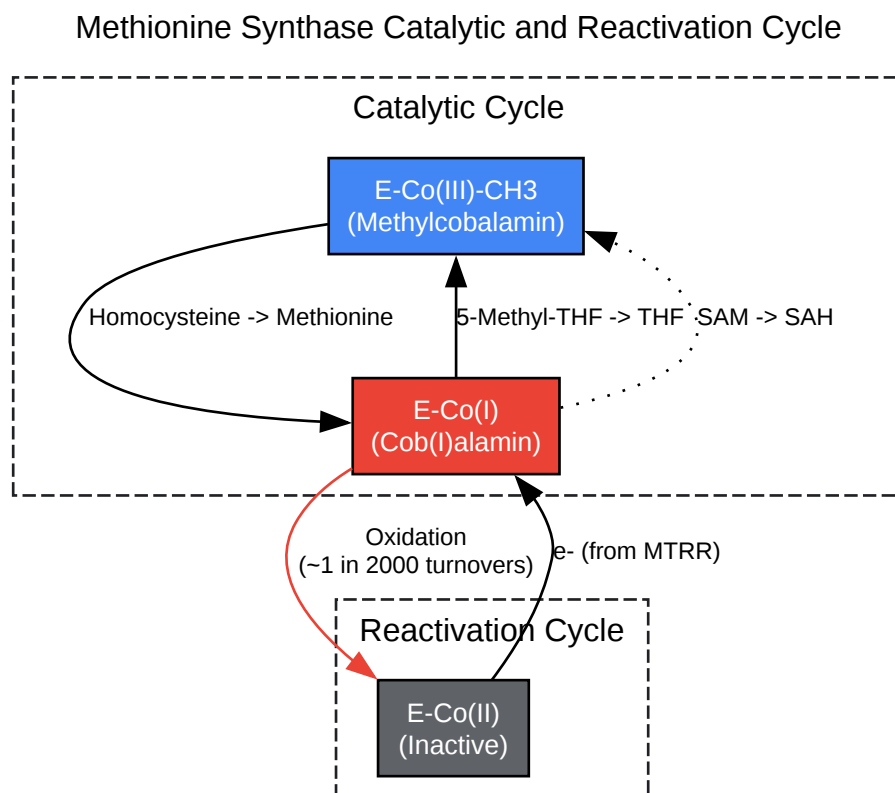 Methionine Synthase Catalytic and Reactivation Cycle
Catalytic Cycle
E-Co(III)-CH3
(Methylcobalamin)
Homocysteine -> Methionine
5-Methyl-THF -> THF
SAM -> SAH
E-Co(I)
(Cob(I)alamin)
Oxidation
(~1 in 2000 turnovers)
e- (from MTRR)
Reactivation Cycle
E-Co(II)
(Inactive)